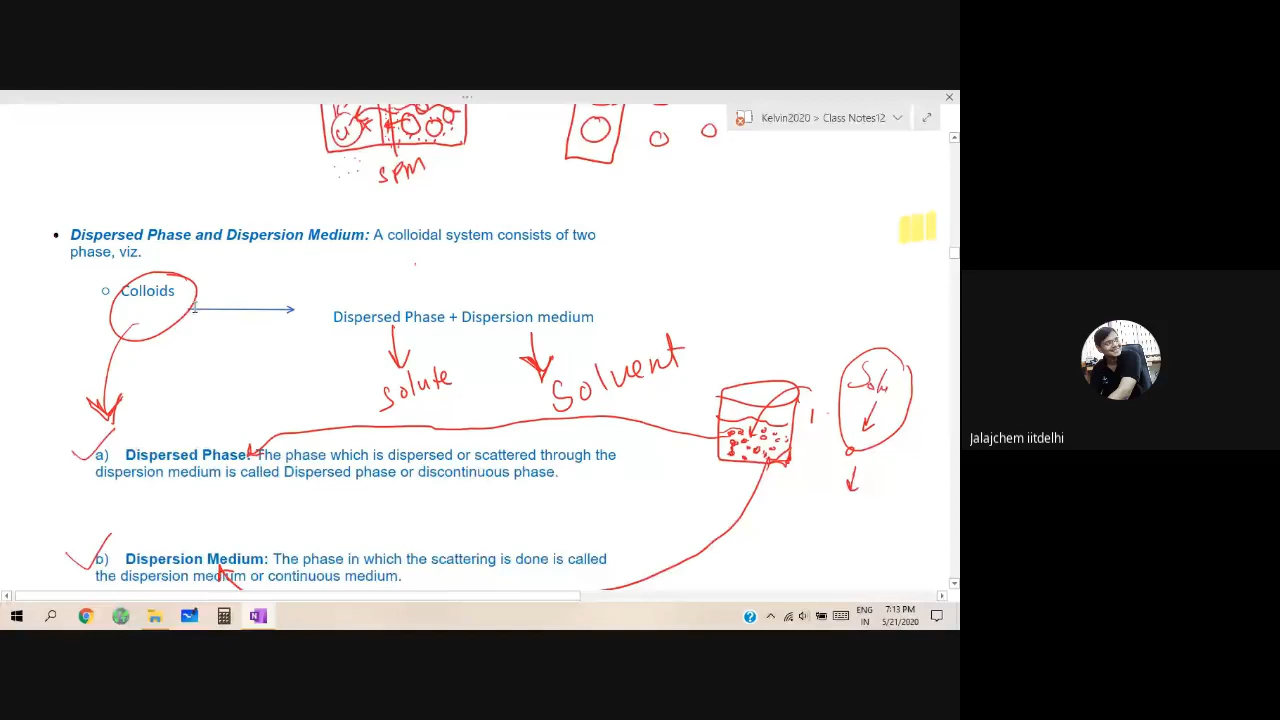 Kelvin2020 > Class Notes12
SPM
• Dispersed Phase and Dispersion Medium: A colloidal system consists of two
phase, viz.
○ Colloids
Dispersed Phase + Dispersion medium
solute
Solvent
a) Dispersed Phase: The phase which is dispersed or scattered through the
dispersion medium is called Dispersed phase or discontinuous phase.
Jalajchem iitdelhi
b) Dispersion Medium: The phase in which the scattering is done is called
the dispersion medium or continuous medium.
ENG
IN
7:13 PM
5/21/2020